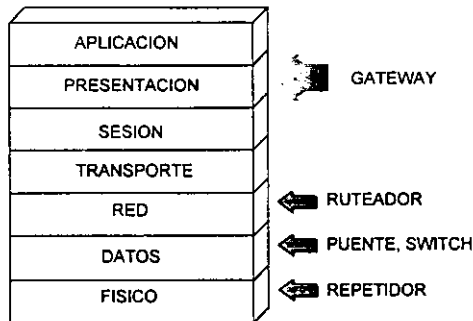 APLICACION
PRESENTACION
GATEWAY
SESION
TRANSPORTE
RED
RUTEADOR
DATOS
PUENTE, SWITCH
FISICO
REPETIDOR